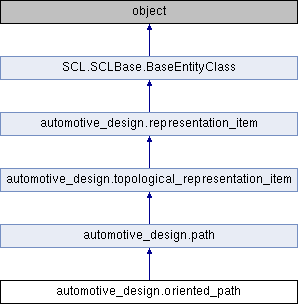 object
SCL.SCLBase.BaseEntityClass
automotive_design.representation_item
automotive_design.topological_representation_item
automotive_design.path
automotive_design.oriented_path